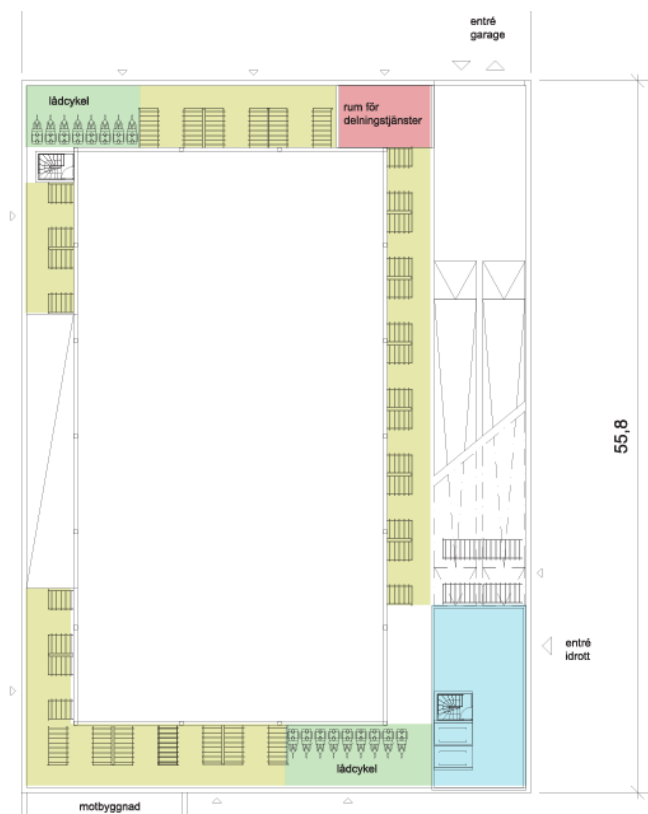 entré
garage
lådcykel
rum för
delningstjänster
55,8
entré
idrott
lådcykel
motbyggnad